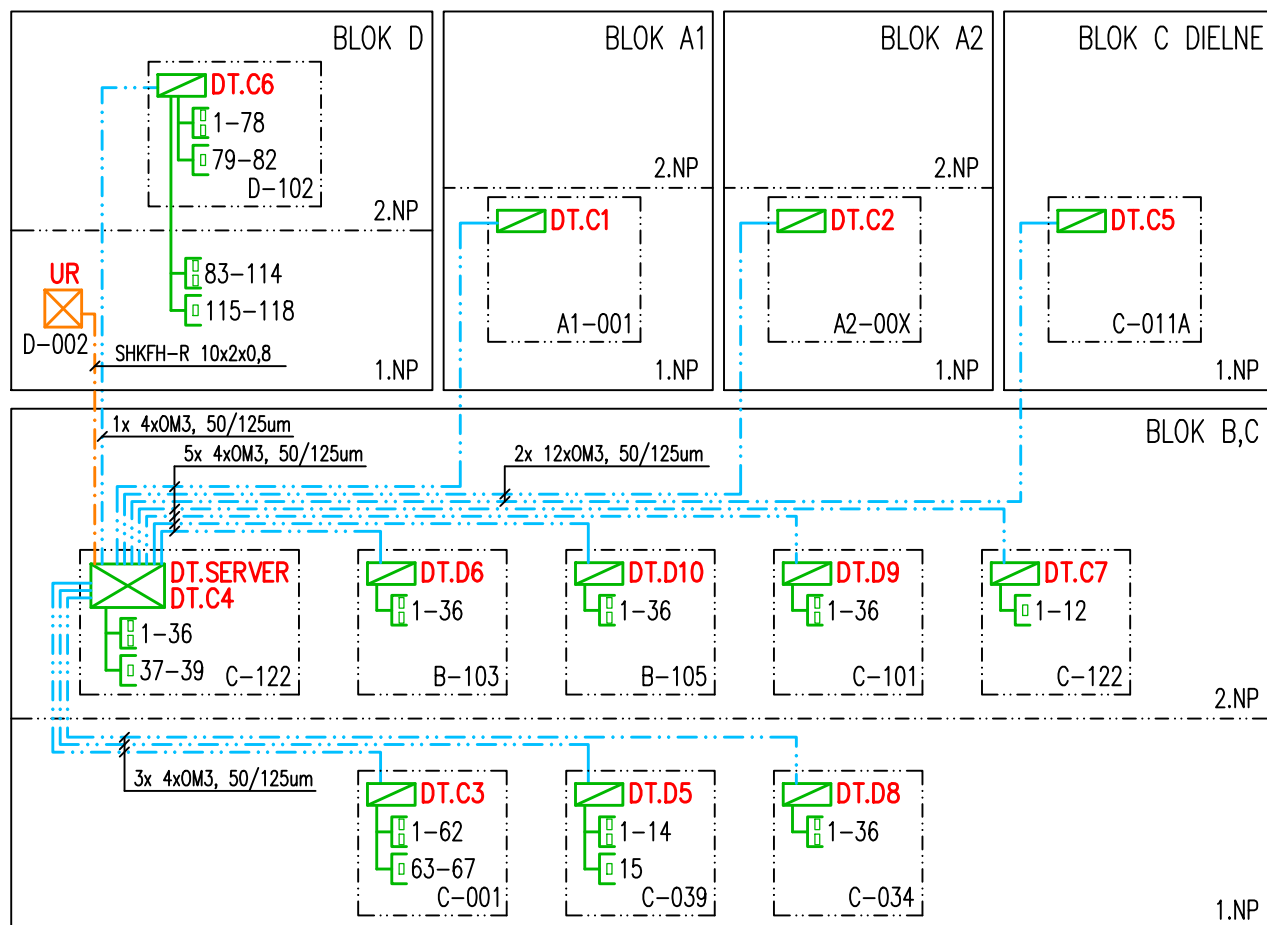 BLOK D
DT.C6
1-78
79-82
D-102
2.NP
83-114
115-118
UR
D-002
SHKFH-R 10x2x0,8
1.NP
BLOK A1
2.NP
DT.C1
A1-001
1.NP
BLOK A2
2.NP
DT.C2
A2-00X
1.NP
BLOK C DIELNE
DT.C5
C-011A
1.NP
BLOK B,C
1x 4xOM3, 50/125um
5x 4xOM3, 50/125um
2x 12xOM3, 50/125um
DT.SERVER
DT.C4
1-36
37-39
C-122
DT.D6
1-36
B-103
DT.D10
1-36
B-105
DT.D9
1-36
C-101
DT.C7
1-12
C-122
2.NP
3x 4xOM3, 50/125um
DT.C3
1-62
63-67
C-001
DT.D5
1-14
15
C-039
DT.D8
1-36
C-034
1.NP